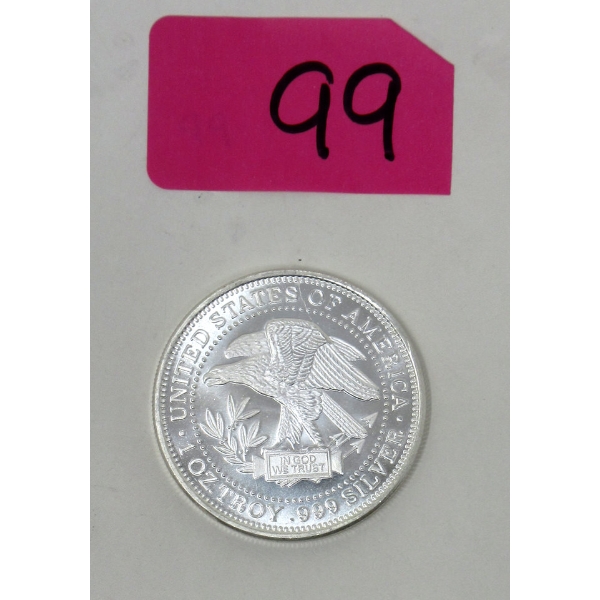 99
· UNITED STATES OF AMERICA ·
1 OZ TROY .999 SILVER
IN GOD
WE TRUST